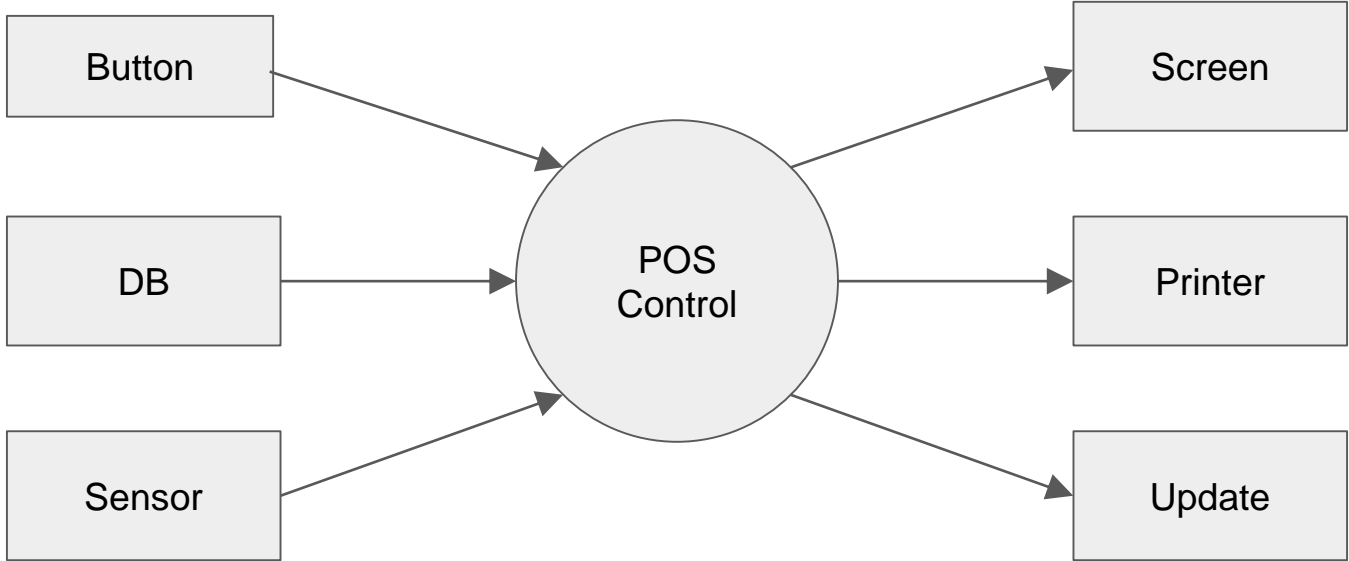 Button
Screen
DB
POS
Control
Printer
Sensor
Update